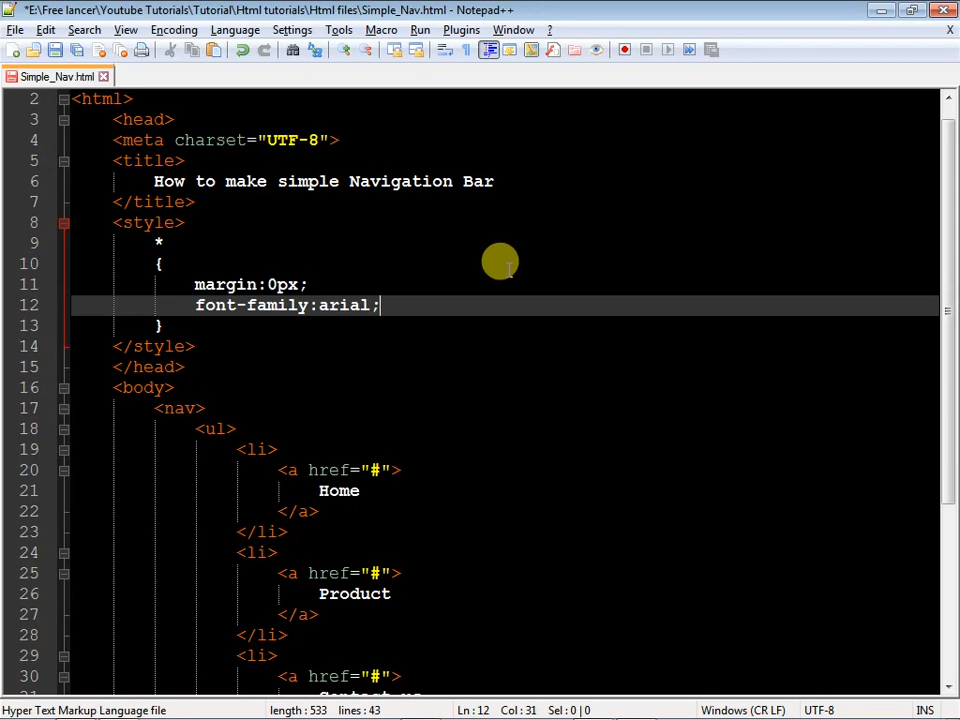 *E:\Free lancer\Youtube Tutorials\Tutorial\Html tutorials\Html files\Simple_Nav.html - Notepad++
File Edit Search View Encoding Language Settings Tools Macro Run Plugins Window ? X
Simple_Nav.html
2 <html>
3 <head>
4 <meta charset="UTF-8">
5 <title>
6 How to make simple Navigation Bar
7 </title>
8 <style>
9 *
10 {
11 margin:0px;
12 font-family:arial;
13 }
14 </style>
15 </head>
16 <body>
17 <nav>
18 <ul>
19 <li>
20 <a href="#">
21 Home
22 </a>
23 </li>
24 <li>
25 <a href="#">
26 Product
27 </a>
28 </li>
29 <li>
30 <a href="#">
Hyper Text Markup Language file length : 533 lines : 43 Ln : 12 Col : 31 Sel : 0 | 0 Windows (CR LF) UTF-8 INS